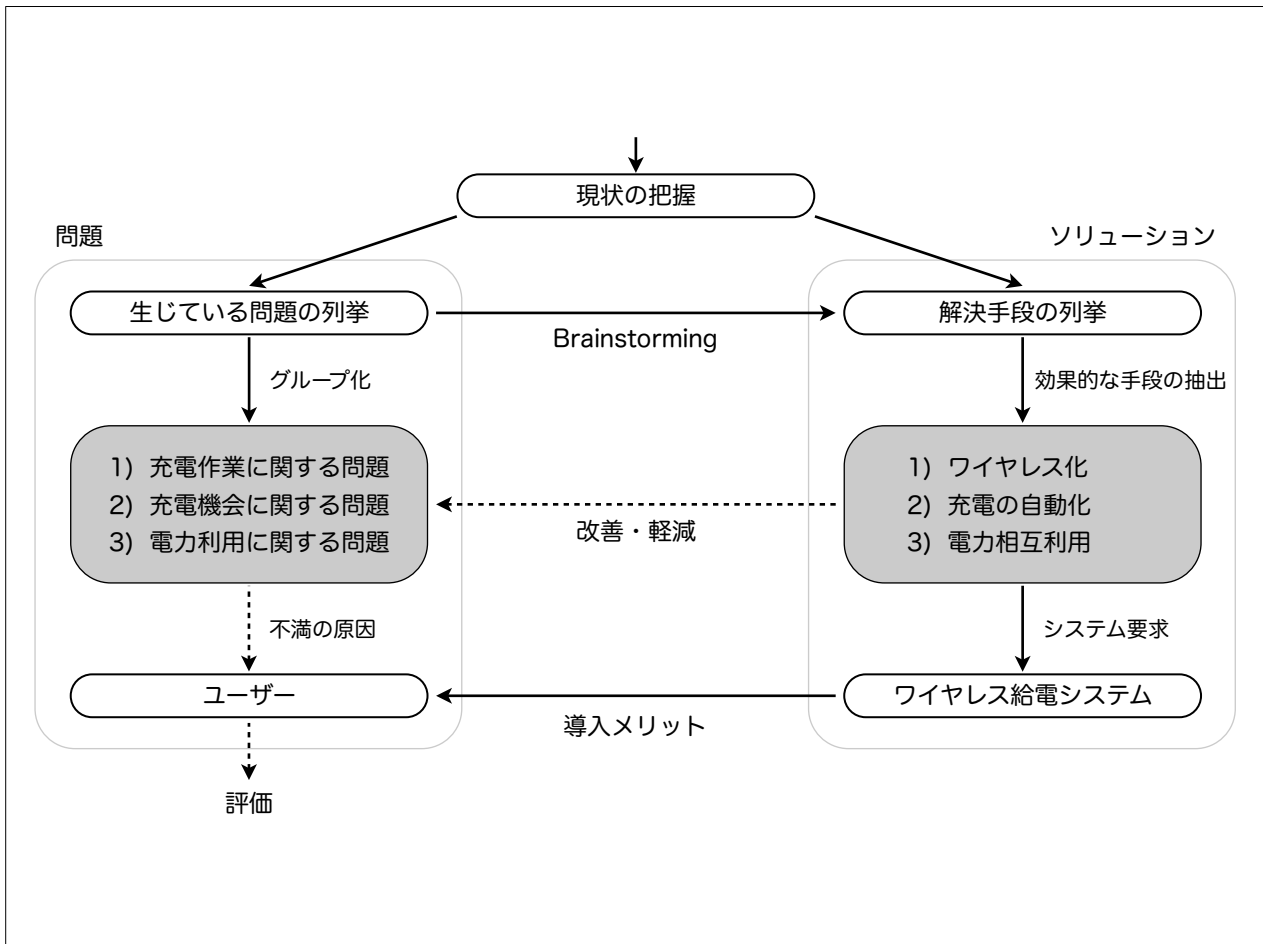 現状の把握
問題
ソリューション
生じている問題の列挙
解決手段の列挙
Brainstorming
グループ化
効果的な手段の抽出
1) 充電作業に関する問題
2) 充電機会に関する問題
3) 電力利用に関する問題
1) ワイヤレス化
2) 充電の自動化
3) 電力相互利用
改善・軽減
不満の原因
システム要求
ユーザー
ワイヤレス給電システム
導入メリット
評価